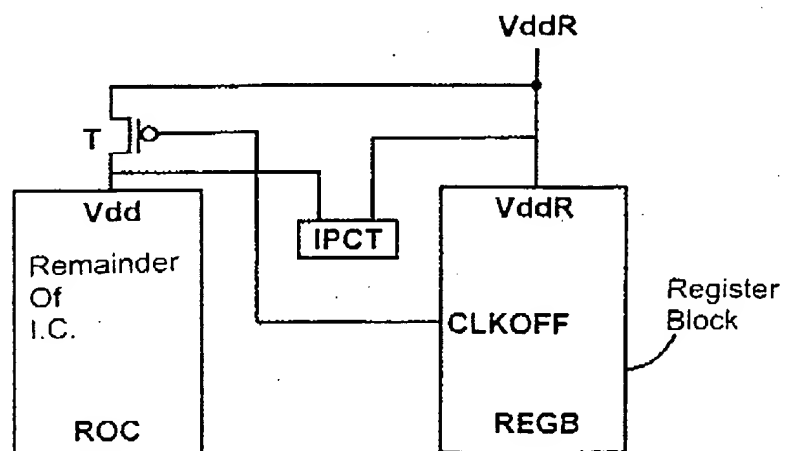 VddR
T
Vdd
IPCT
VddR
Remainder
Of
I.C.
CLKOFF
Register
Block
ROC
REGB